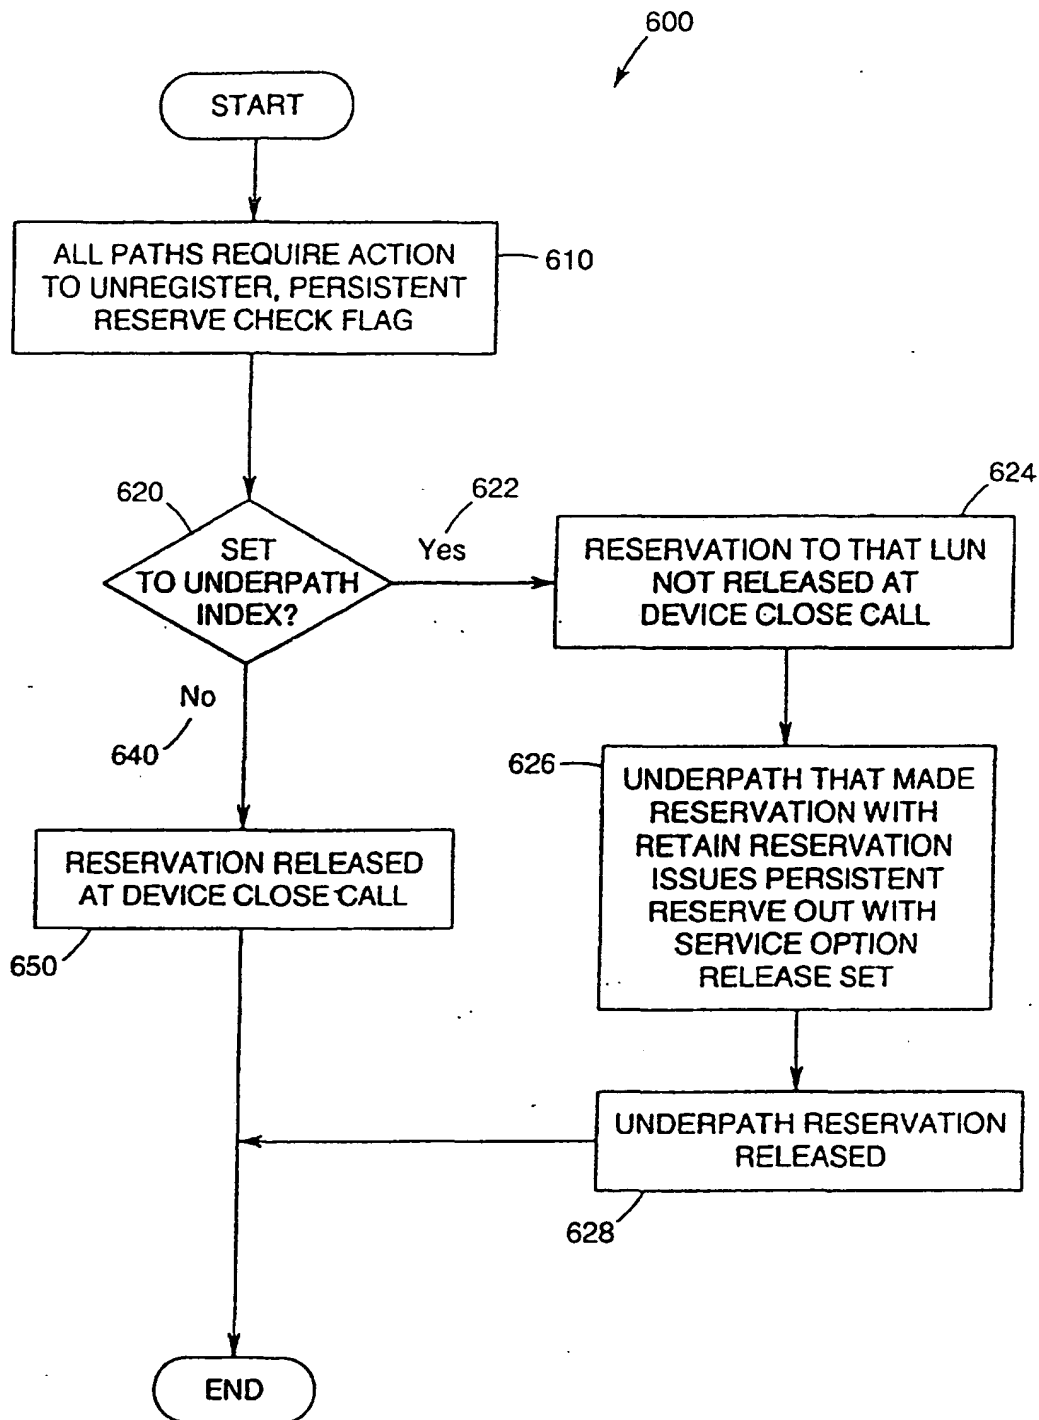 600
START
ALL PATHS REQUIRE ACTION
TO UNREGISTER, PERSISTENT
RESERVE CHECK FLAG
610
620
SET
TO UNDERPATH
INDEX?
622
Yes
624
RESERVATION TO THAT LUN
NOT RELEASED AT
DEVICE CLOSE CALL
No
640
626
UNDERPATH THAT MADE
RESERVATION WITH
RETAIN RESERVATION
ISSUES PERSISTENT
RESERVE OUT WITH
SERVICE OPTION
RELEASE SET
RESERVATION RELEASED
AT DEVICE CLOSE CALL
650
UNDERPATH RESERVATION
RELEASED
628
END